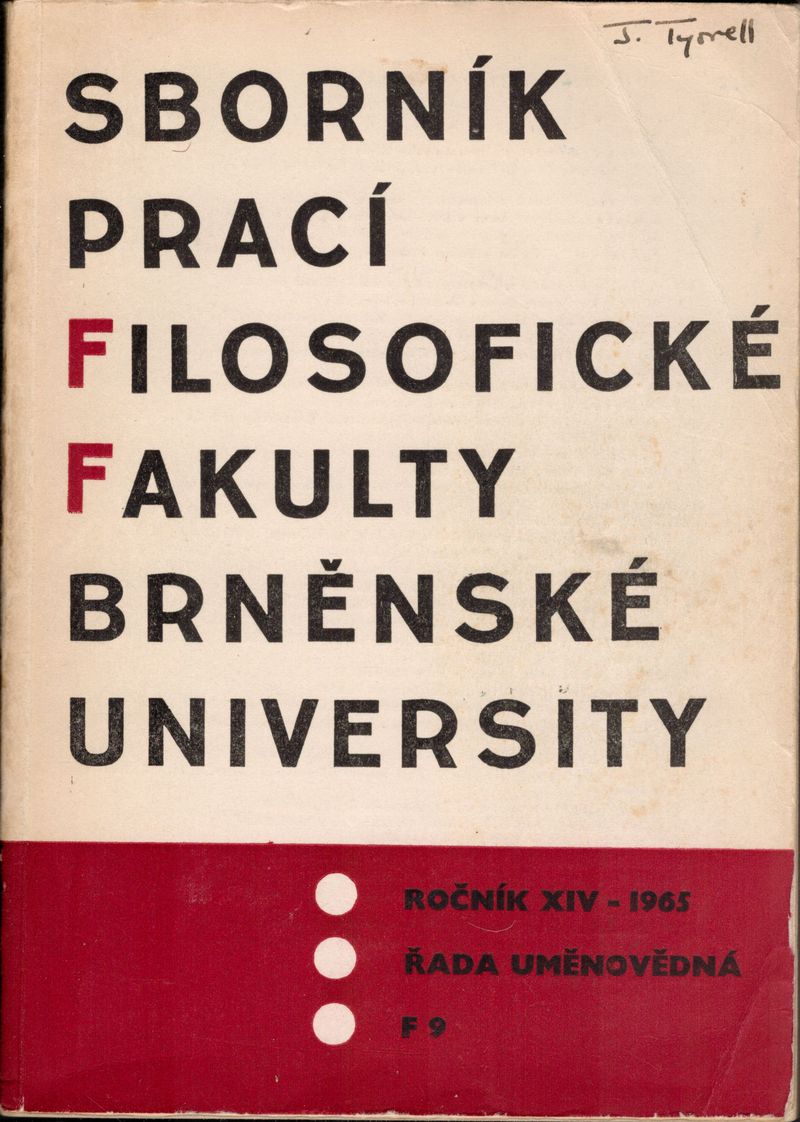 J. Tyrrell
SBORNÍK
PRACÍ
FILOSOFICKÉ
FAKULTY
BRNĚNSKÉ
UNIVERSITY
ROČNÍK XIV - 1965
ŘADA UMĚNOVĚDNÁ
F 9